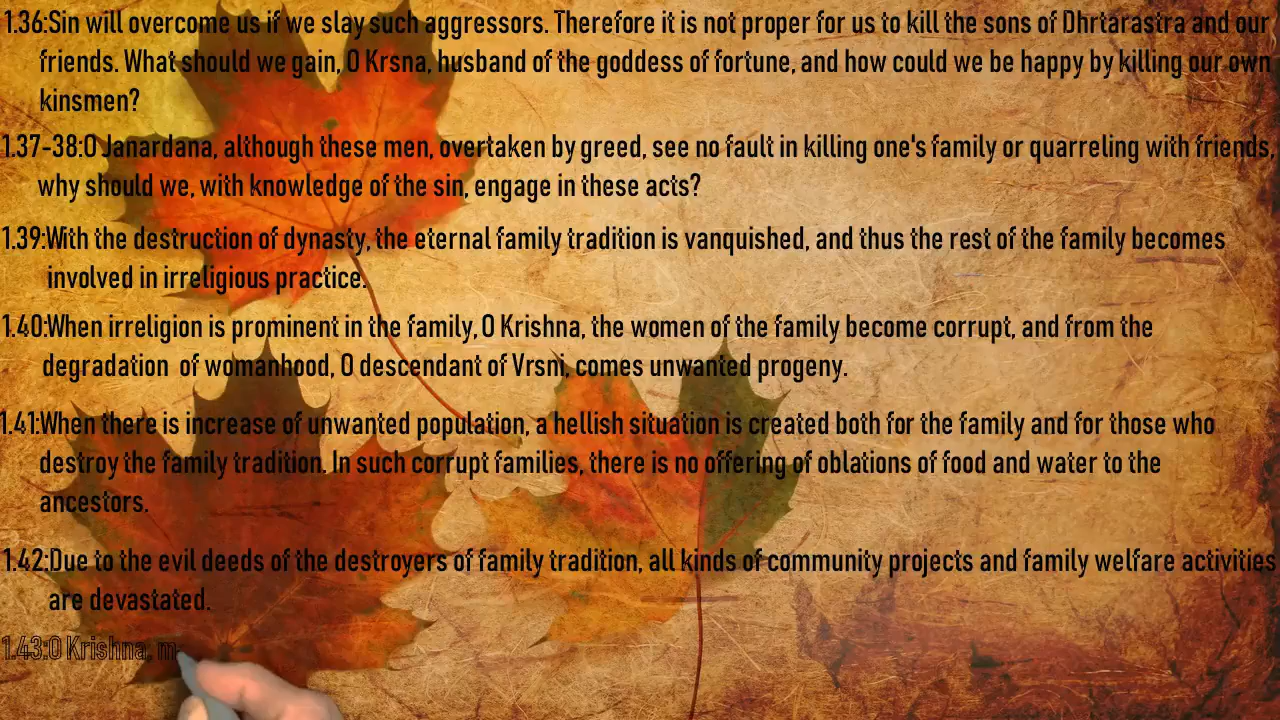 1.36:Sin will overcome us if we slay such aggressors. Therefore it is not proper for us to kill the sons of Dhrtarastra and our
friends. What should we gain, O Krsna, husband of the goddess of fortune, and how could we be happy by killing our own
kinsmen?
1.37-38:O Janardana, although these men, overtaken by greed, see no fault in killing one's family or quarreling with friends,
why should we, with knowledge of the sin, engage in these acts?
1.39:With the destruction of dynasty, the eternal family tradition is vanquished, and thus the rest of the family becomes
involved in irreligious practice.
1.40:When irreligion is prominent in the family, O Krishna, the women of the family become corrupt, and from the
degradation of womanhood, O descendant of Vrsni, comes unwanted progeny.
1.41:When there is increase of unwanted population, a hellish situation is created both for the family and for those who
destroy the family tradition. In such corrupt families, there is no offering of oblations of food and water to the
ancestors.
1.42:Due to the evil deeds of the destroyers of family tradition, all kinds of community projects and family welfare activities
are devastated.
1.43:O Krishna, m